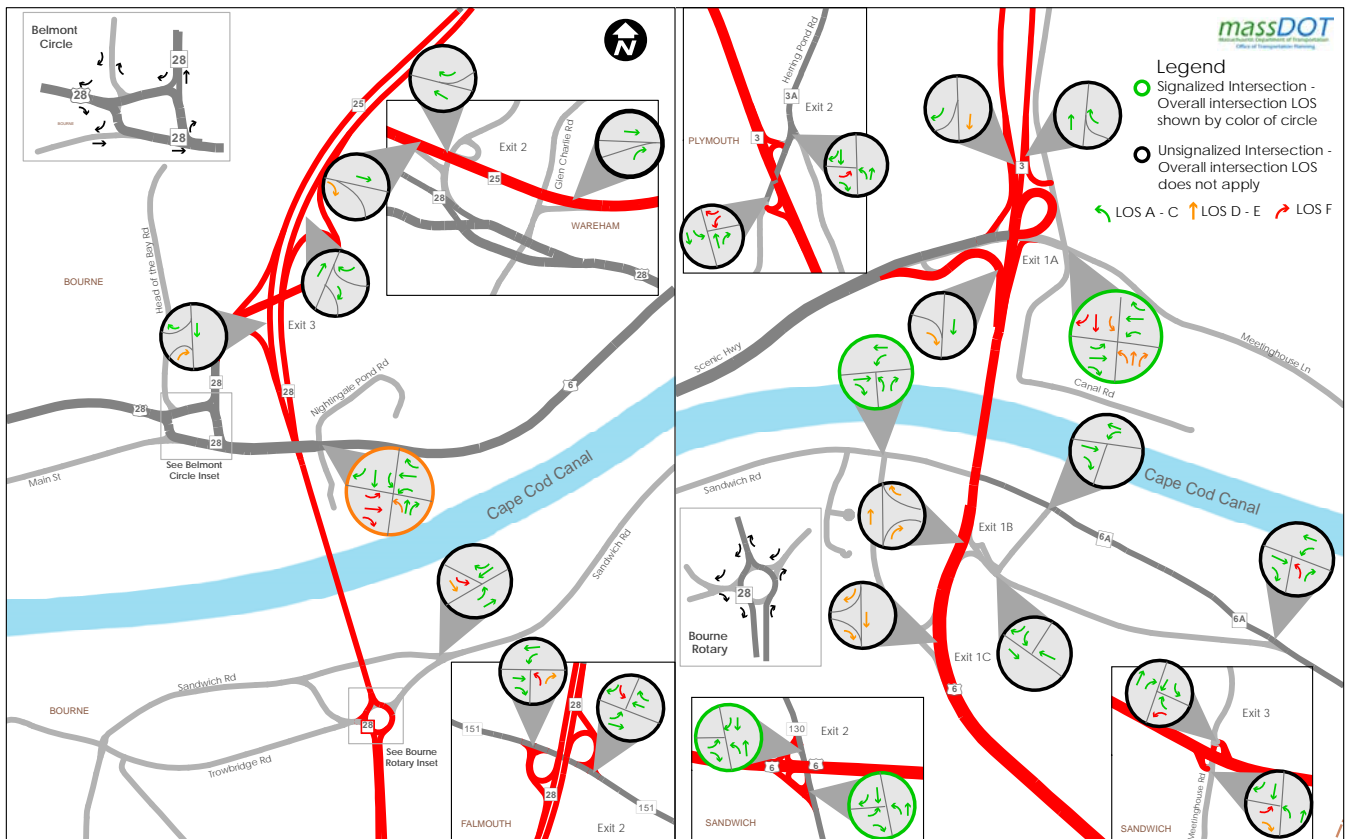 Belmont
Circle
28
28
28
BOURNE
N
25
Exit 2
25
28
Glen Charlie Rd
WAREHAM
28
Head of the Bay Rd
BOURNE
Exit 3
28
28
28
28
Nightingale Pond Rd
6
See Belmont
Circle Inset
Main St
Cape Cod Canal
Sandwich Rd
Sandwich Rd
BOURNE
28
See Bourne
Rotary Inset
Trowbridge Rd
151
28
28
151
FALMOUTH
Exit 2
Herring Pond Rd
3A
Exit 2
PLYMOUTH
3
massDOT
Massachusetts Department of Transportation
Office of Transportation Planning
Legend
Signalized Intersection -
Overall intersection LOS
shown by color of circle
Unsignalized Intersection -
Overall intersection LOS
does not apply
LOS A - C
LOS D - E
LOS F
3
Exit 1A
Scenic Hwy
Meetinghouse Ln
Canal Rd
Cape Cod Canal
Sandwich Rd
Exit 1B
6A
6A
28
Bourne
Rotary
Exit 1C
6
130
Exit 2
6
6
SANDWICH
Exit 3
Meetinghouse Rd
SANDWICH